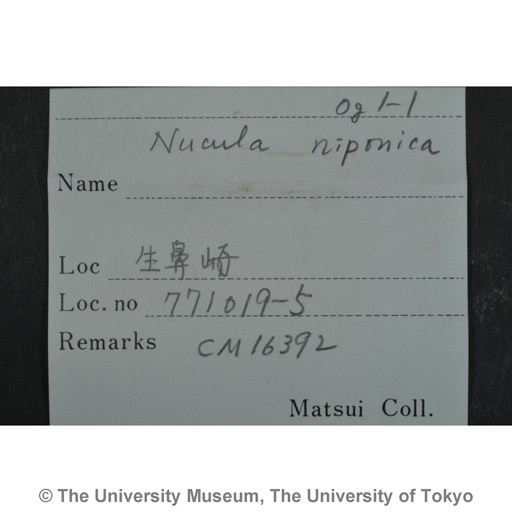 Og 1-1
Nucula niponica
Name
Loc 生鼻崎
Loc. no 771019-5
Remarks CM16392
Matsui Coll.
© The University Museum, The University of Tokyo